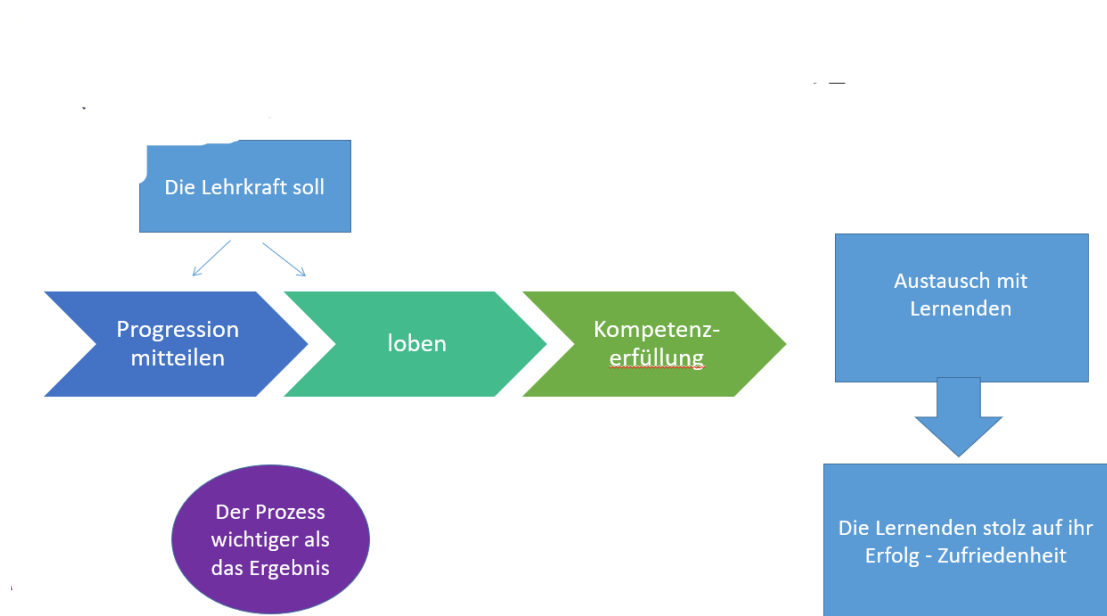 Die Lehrkraft soll
Progression
mitteilen
loben
Kompetenz-
erfüllung
Austausch mit
Lernenden
Der Prozess
wichtiger als
das Ergebnis
Die Lernenden stolz auf ihr
Erfolg - Zufriedenheit